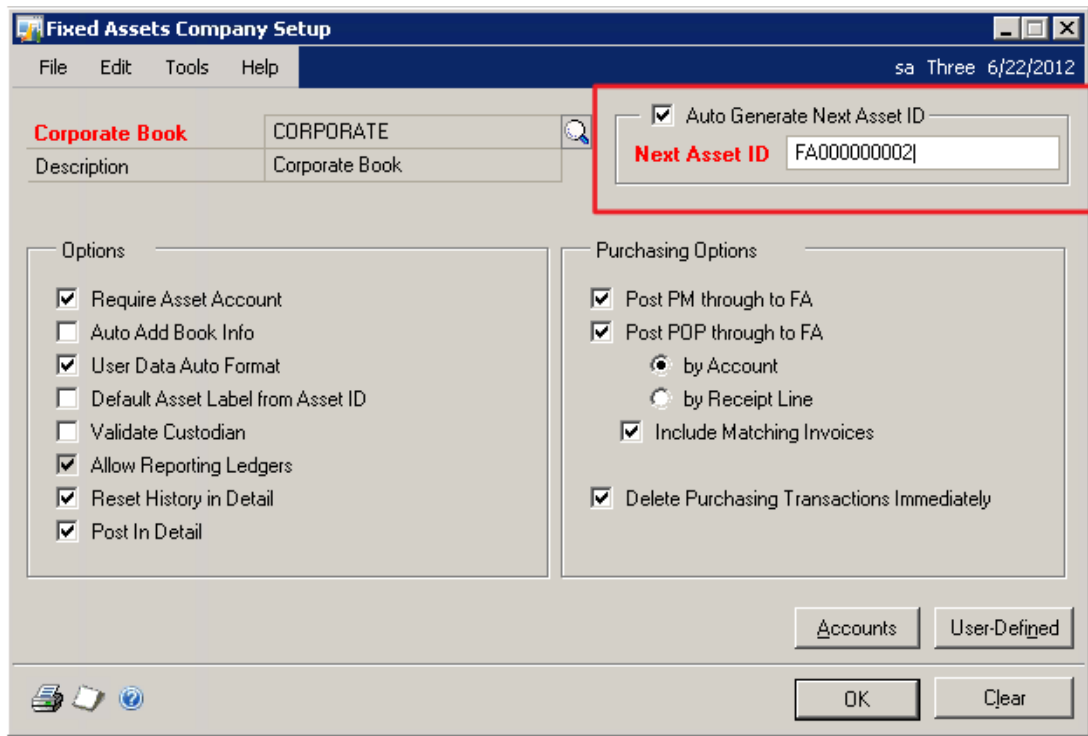 Fixed Assets Company Setup
File Edit Tools Help sa Three 6/22/2012
Corporate Book CORPORATE
Description Corporate Book
Auto Generate Next Asset ID
Next Asset ID FA000000002
Options
Require Asset Account
Auto Add Book Info
User Data Auto Format
Default Asset Label from Asset ID
Validate Custodian
Allow Reporting Ledgers
Reset History in Detail
Post In Detail
Purchasing Options
Post PM through to FA
Post POP through to FA
by Account
by Receipt Line
Include Matching Invoices
Delete Purchasing Transactions Immediately
Accounts User-Defined
OK Clear